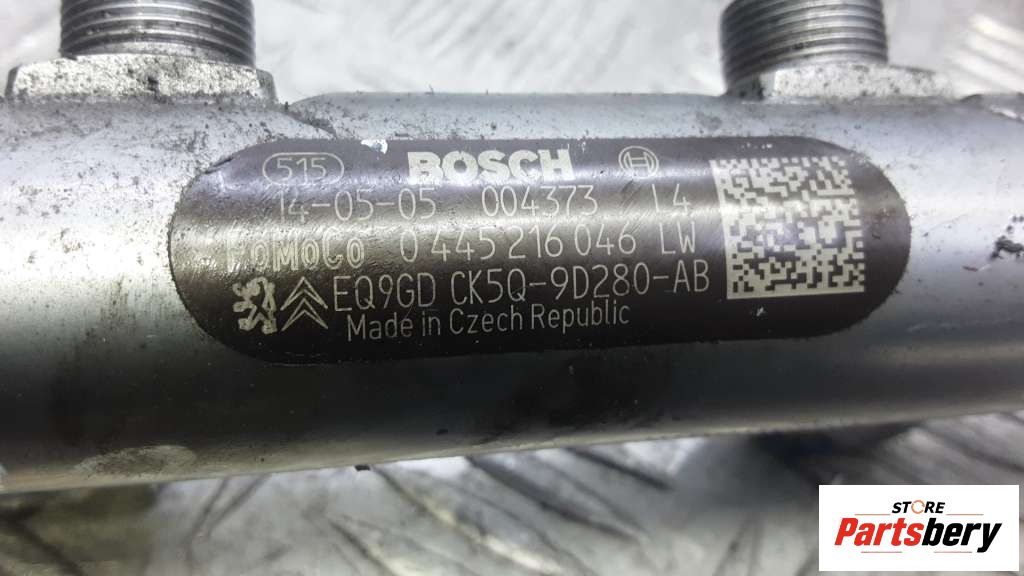 515 BOSCH
14-05-05 004373 L4
FoMoCo 0 445 216 046 LW
EQ9GD CK5Q-9D280-AB
Made in Czech Republic
STORE
Partsbery